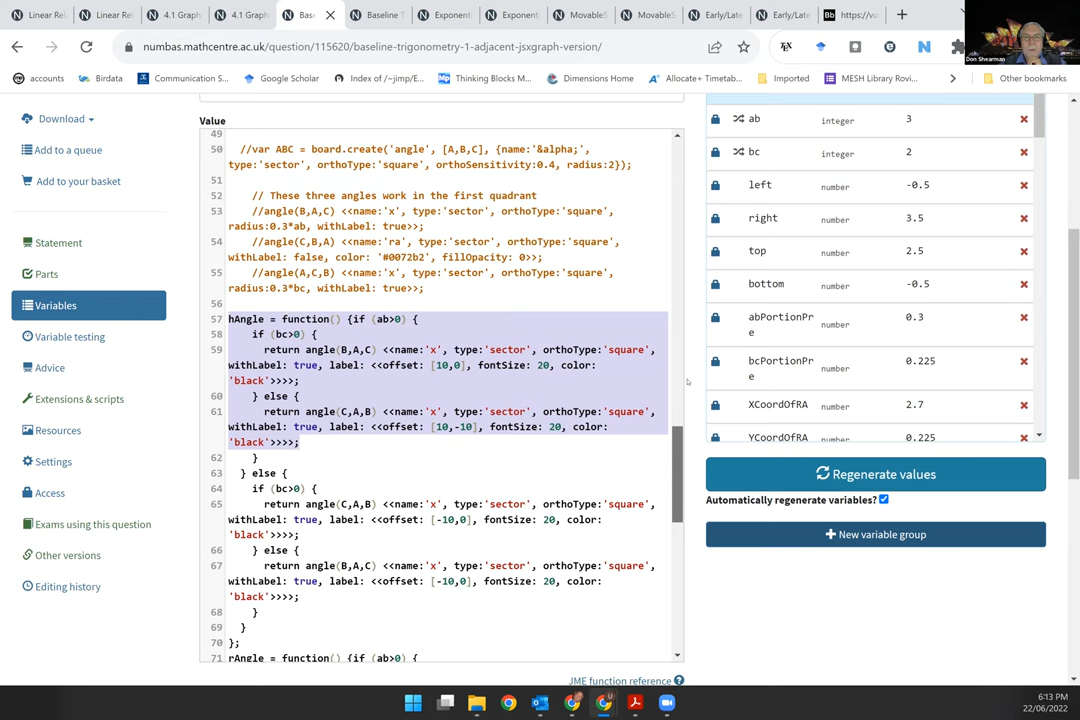 Linear Rel
Linear Rel
4.1 Graph
4.1 Graph
Bas
Baseline T
Exponenti
Exponenti
MovableS
MovableS
Early/Late
Early/Late
Bb
https://vu
numbas.mathcentre.ac.uk/question/115620/baseline-trigonometry-1-adjacent-jsxgraph-version/
Don Shearman
accounts
Birdata
Communication S...
Google Scholar
Index of /~jimp/E...
Thinking Blocks M...
Dimensions Home
Allocate+ Timetab...
Imported
MESH Library Rovi...
Other bookmarks
Download
Add to a queue
Add to your basket
Statement
Parts
Variables
Variable testing
Advice
Extensions & scripts
Resources
Settings
Access
Exams using this question
Other versions
Editing history
Value
49
50 //var ABC = board.create('angle', [A,B,C], {name:'&alpha;',
type:'sector', orthoType:'square', orthoSensitivity:0.4, radius:2});
51
52 // These three angles work in the first quadrant
53 //angle(B,A,C) <<name:'x', type:'sector', orthoType:'square',
radius:0.3*ab, withLabel: true>>;
54 //angle(C,B,A) <<name:'ra', type:'sector', orthoType:'square',
withLabel: false, color: '#0072b2', fillOpacity: 0>>;
55 //angle(A,C,B) <<name:'x', type:'sector', orthoType:'square',
radius:0.3*bc, withLabel: true>>;
56
57 hAngle = function() {if (ab>0) {
58 if (bc>0) {
59 return angle(B,A,C) <<name:'x', type:'sector', orthoType:'square',
withLabel: true, label: <<offset: [10,0], fontSize: 20, color:
'black'>>>>;
60 } else {
61 return angle(C,A,B) <<name:'x', type:'sector', orthoType:'square',
withLabel: true, label: <<offset: [10,-10], fontSize: 20, color:
'black'>>>>;
62 }
63 } else {
64 if (bc>0) {
65 return angle(C,A,B) <<name:'x', type:'sector', orthoType:'square',
withLabel: true, label: <<offset: [-10,0], fontSize: 20, color:
'black'>>>>;
66 } else {
67 return angle(B,A,C) <<name:'x', type:'sector', orthoType:'square',
withLabel: true, label: <<offset: [-10,0], fontSize: 20, color:
'black'>>>>;
68 }
69 }
70 };
71 rAngle = function() {if (ab>0) {
JME function reference
ab integer 3
bc integer 2
left number -0.5
right number 3.5
top number 2.5
bottom number -0.5
abPortionPr number 0.3
e
bcPortionPr number 0.225
e
XCoordOfRA number 2.7
YCoordOfRA number 0.225
Regenerate values
Automatically regenerate variables?
New variable group
6:13 PM
22/06/2022